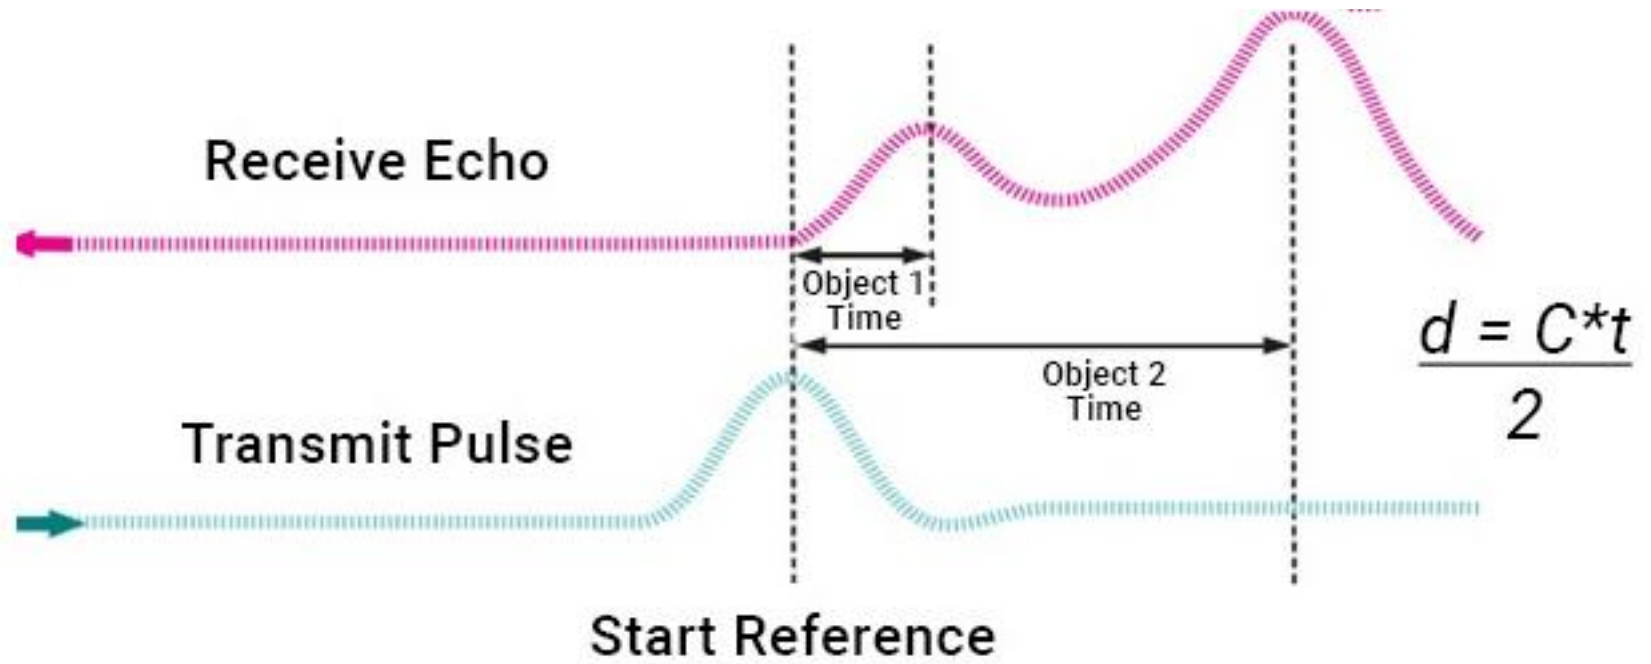 Receive Echo
Object 1
Time
d = C*t
2
Object 2
Time
Transmit Pulse
Start Reference